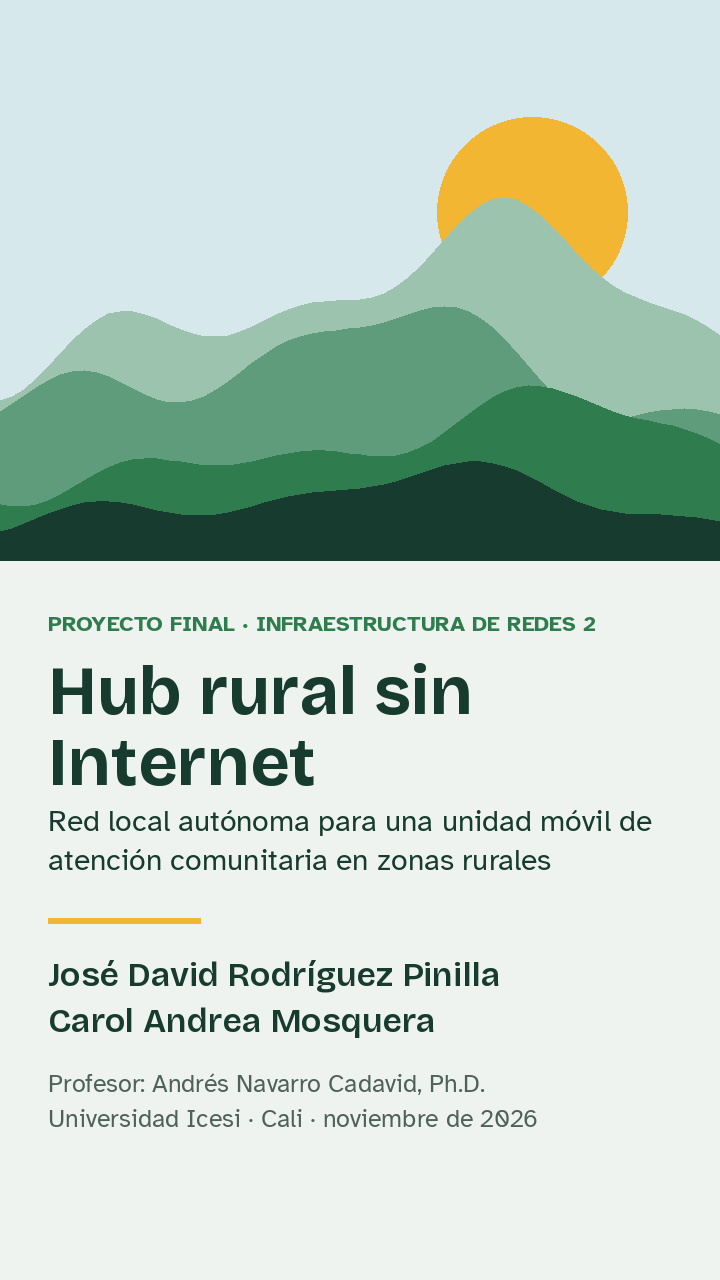 PROYECTO FINAL · INFRAESTRUCTURA DE REDES 2
Hub rural sin
Internet
Red local autónoma para una unidad móvil de
atención comunitaria en zonas rurales
José David Rodríguez Pinilla
Carol Andrea Mosquera
Profesor: Andrés Navarro Cadavid, Ph.D.
Universidad Icesi · Cali · noviembre de 2026